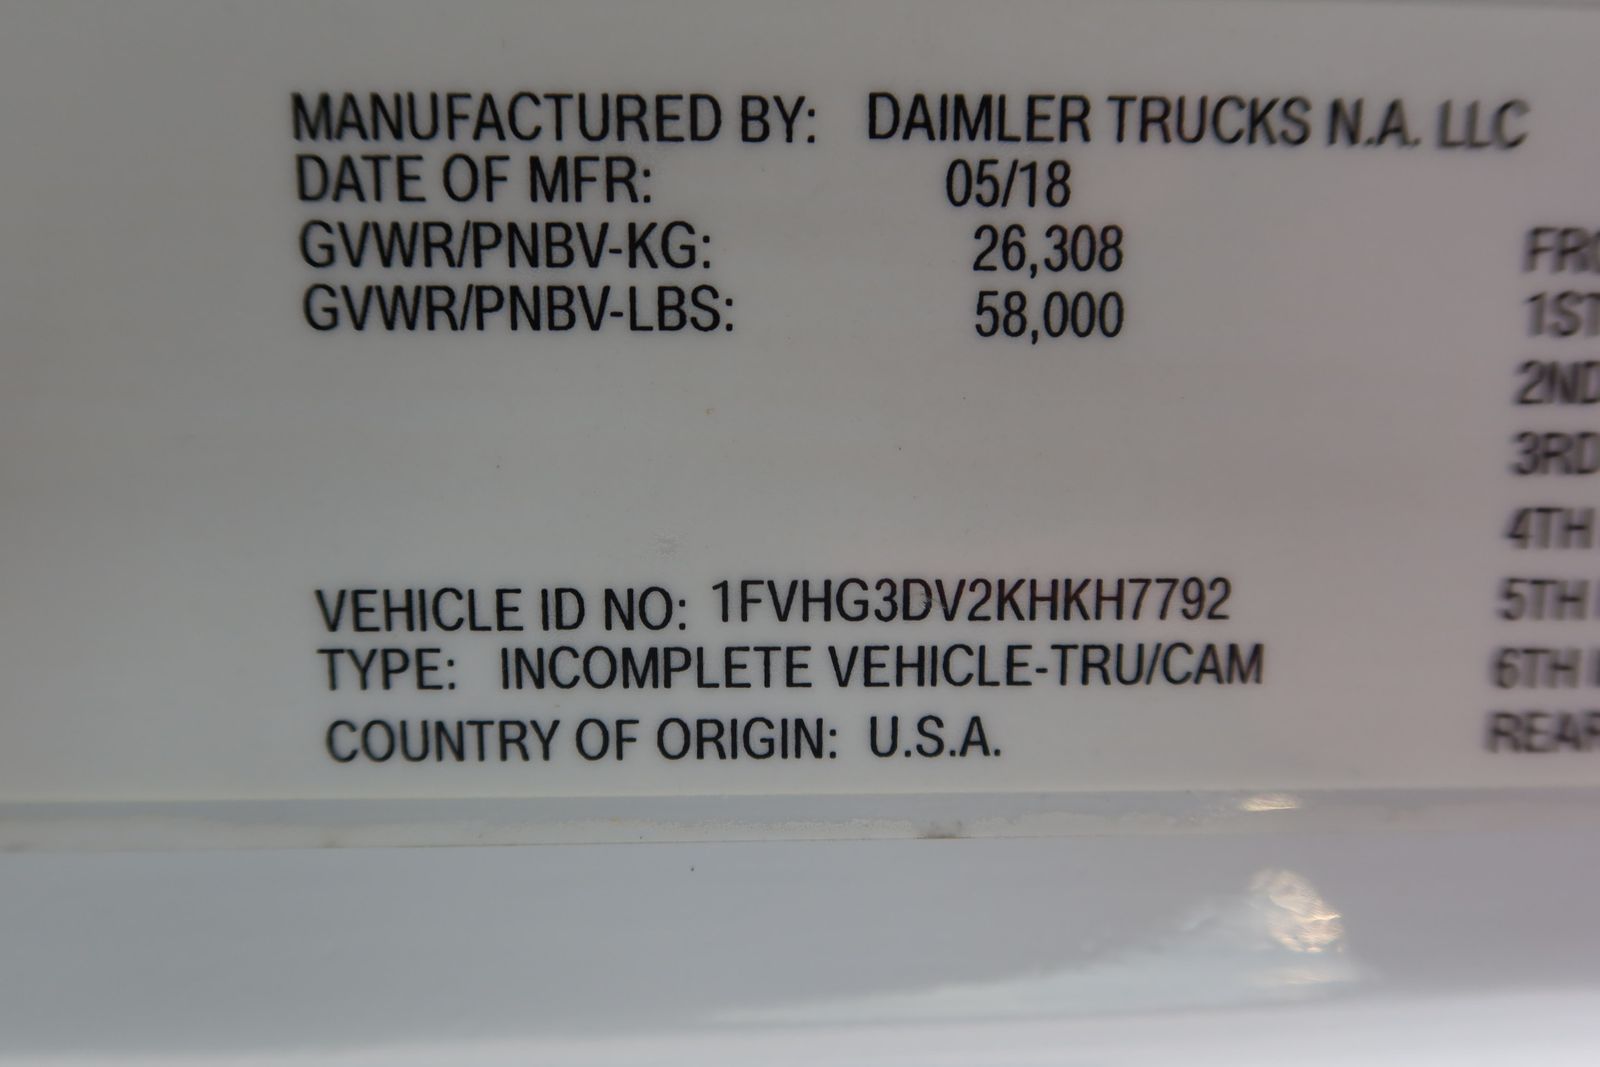 MANUFACTURED BY: DAIMLER TRUCKS N.A. LLC
DATE OF MFR: 05/18
GVWR/PNBV-KG: 26,308
GVWR/PNBV-LBS: 58,000
FRO
1ST
2ND
3RD
4TH
5TH
6TH
REAR
VEHICLE ID NO: 1FVHG3DV2KHKH7792
TYPE: INCOMPLETE VEHICLE-TRU/CAM
COUNTRY OF ORIGIN: U.S.A.